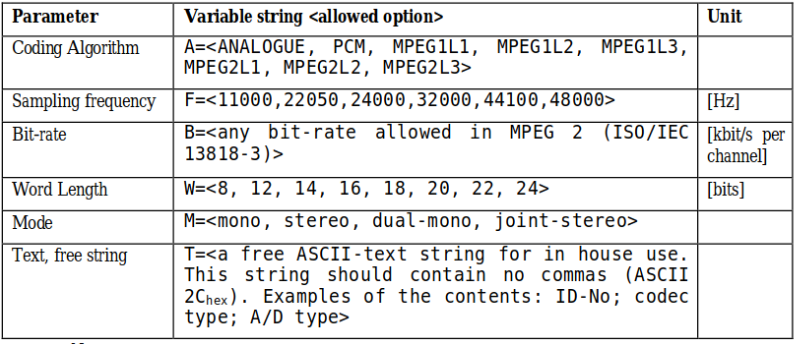 Parameter Variable string <allowed option> Unit
Coding Algorithm A=<ANALOGUE, PCM, MPEG1L1, MPEG1L2, MPEG1L3,
MPEG2L1, MPEG2L2, MPEG2L3>
Sampling frequency F=<11000,22050,24000,32000,44100,48000> [Hz]
Bit-rate B=<any bit-rate allowed in MPEG 2 (ISO/IEC [kbit/s per
13818-3)> channel]
Word Length W=<8, 12, 14, 16, 18, 20, 22, 24> [bits]
Mode M=<mono, stereo, dual-mono, joint-stereo>
Text, free string T=<a free ASCII-text string for in house use.
This string should contain no commas (ASCII
2Chex). Examples of the contents: ID-No; codec
type; A/D type>